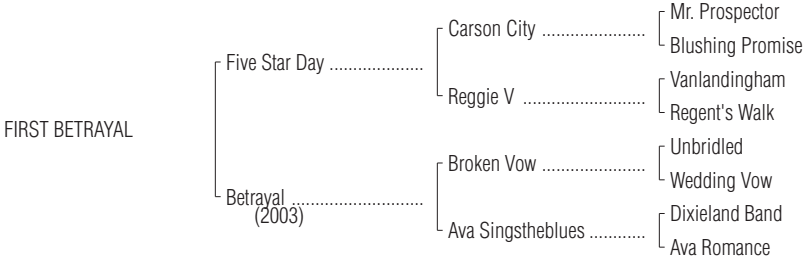 Mr. Prospector
Carson City ......................
Blushing Promise
Five Star Day ....................
Vanlandingham
Reggie V .........................
Regent's Walk
FIRST BETRAYAL
Unbridled
Broken Vow ......................
Wedding Vow
Betrayal ............................
(2003)
Dixieland Band
Ava Singstheblues ............
Ava Romance